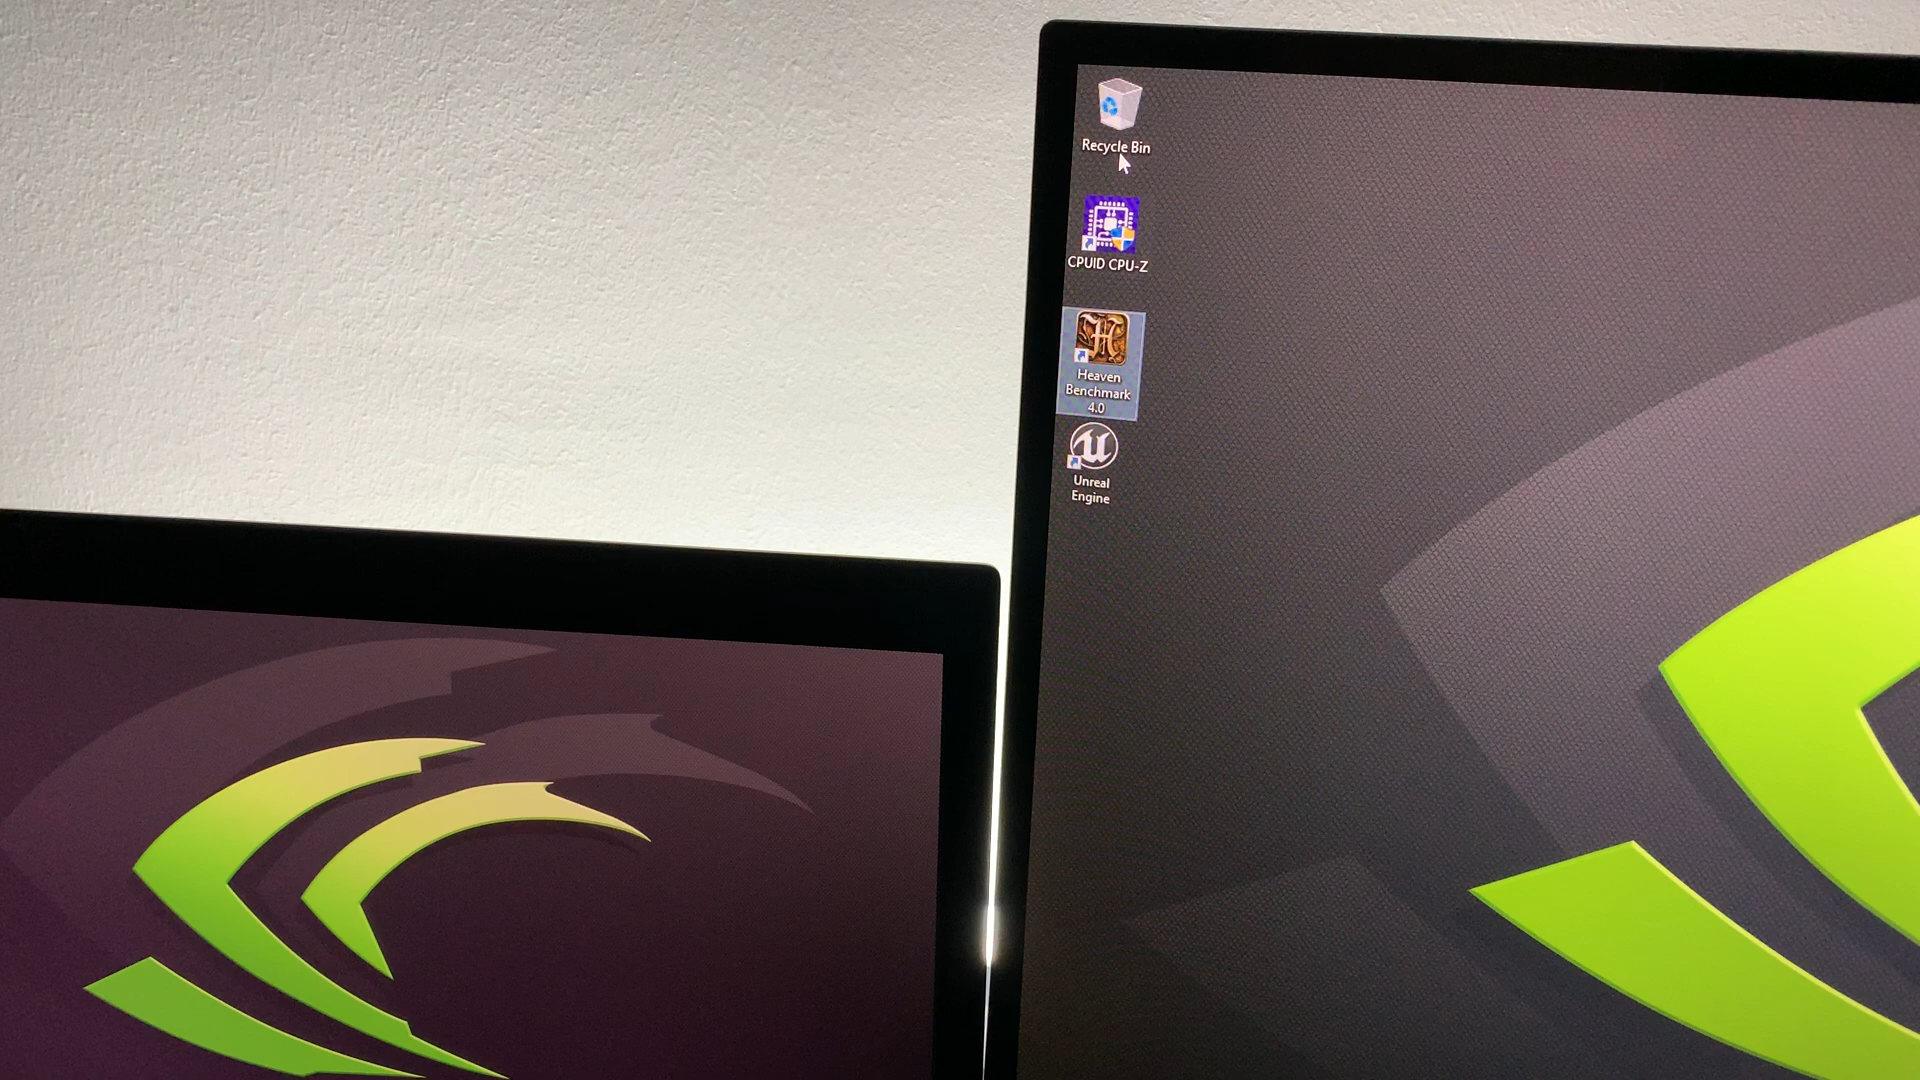 Recycle Bin
CPUID CPU-Z
Heaven
Benchmark
4.0
Unreal
Engine